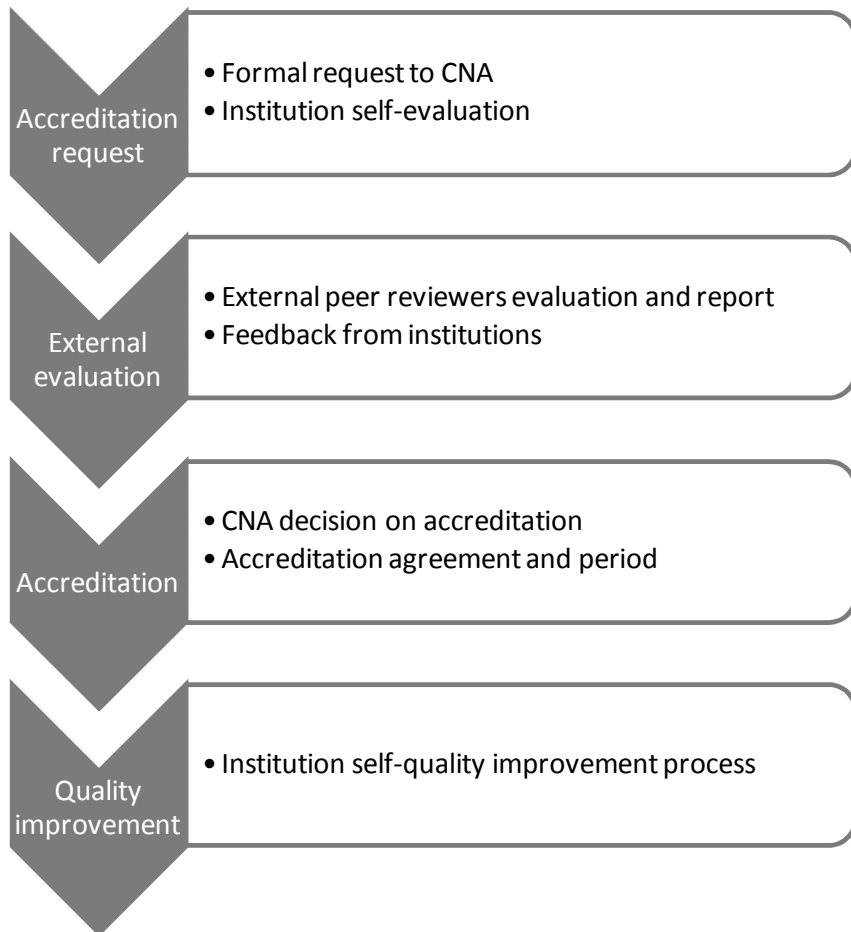 Accreditation
request
• Formal request to CNA
• Institution self-evaluation
External
evaluation
• External peer reviewers evaluation and report
• Feedback from institutions
Accreditation
• CNA decision on accreditation
• Accreditation agreement and period
Quality
improvement
• Institution self-quality improvement process